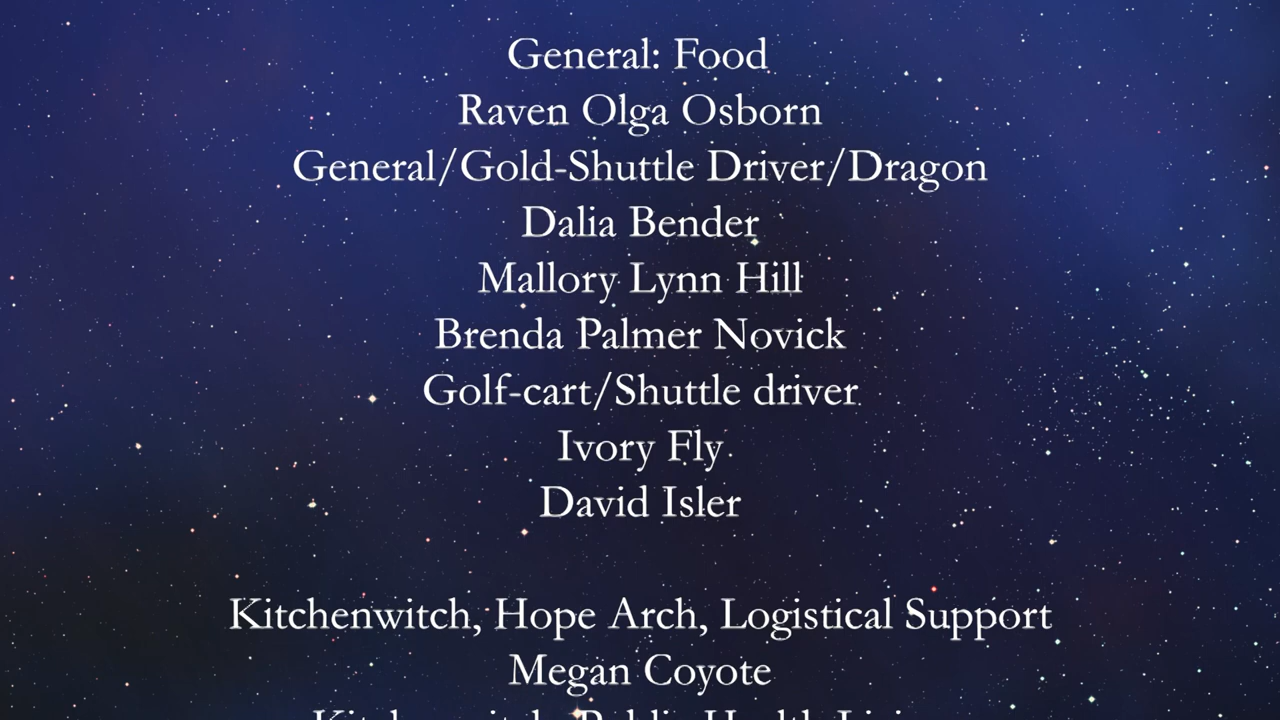 General: Food
Raven Olga Osborn
General/Gold-Shuttle Driver/Dragon
Dalia Bender
Mallory Lynn Hill
Brenda Palmer Novick
Golf-cart/Shuttle driver
Ivory Fly
David Isler
Kitchenwitch, Hope Arch, Logistical Support
Megan Coyote